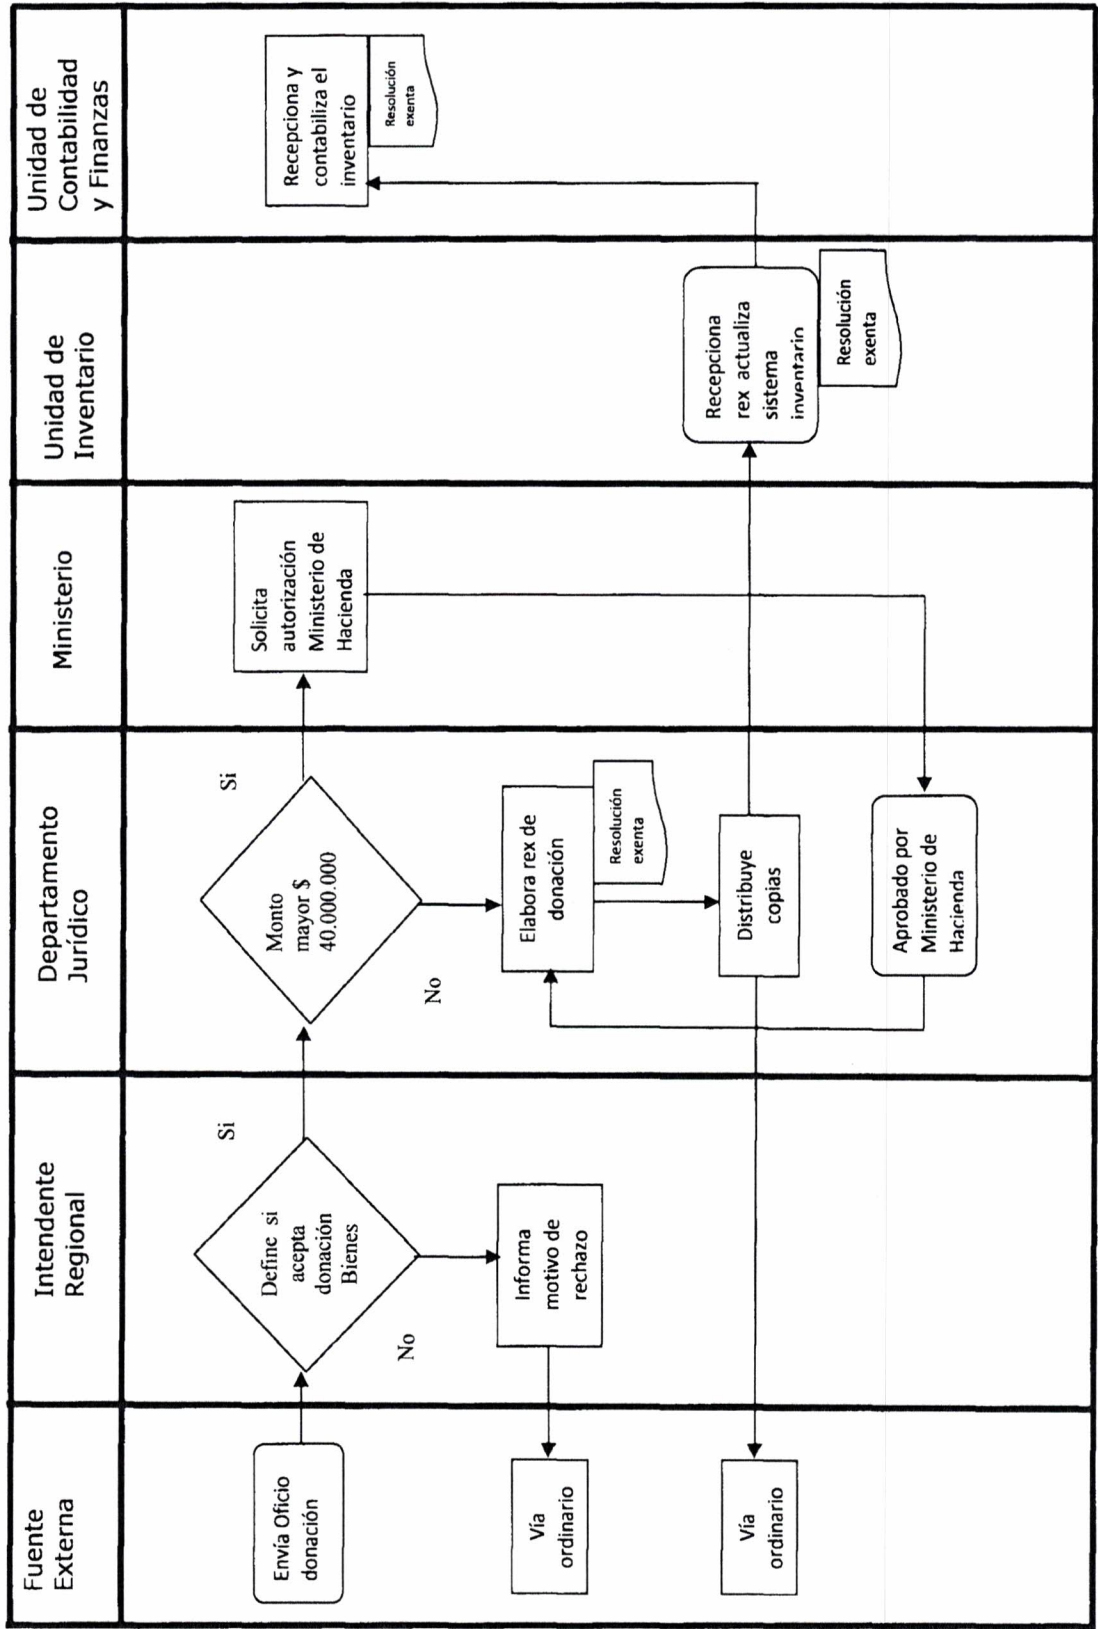 Fuente
Externa
Intendente
Regional
Departamento
Jurídico
Ministerio
Unidad de
Inventario
Unidad de
Contabilidad
y Finanzas
Envía Oficio
donación
Define si
acepta
donación
Bienes
Si
No
Monto
mayor $
40.000.000
Si
No
Solicita
autorización
Ministerio de
Hacienda
Recepciona y
contabiliza el
inventario
Resolución
exenta
Vía
ordinario
Informa
motivo de
rechazo
Elabora rex de
donación
Resolución
exenta
Vía
ordinario
Distribuye
copias
Recepciona
rex actualiza
sistema
inventario
Resolución
exenta
Aprobado por
Ministerio de
Hacienda